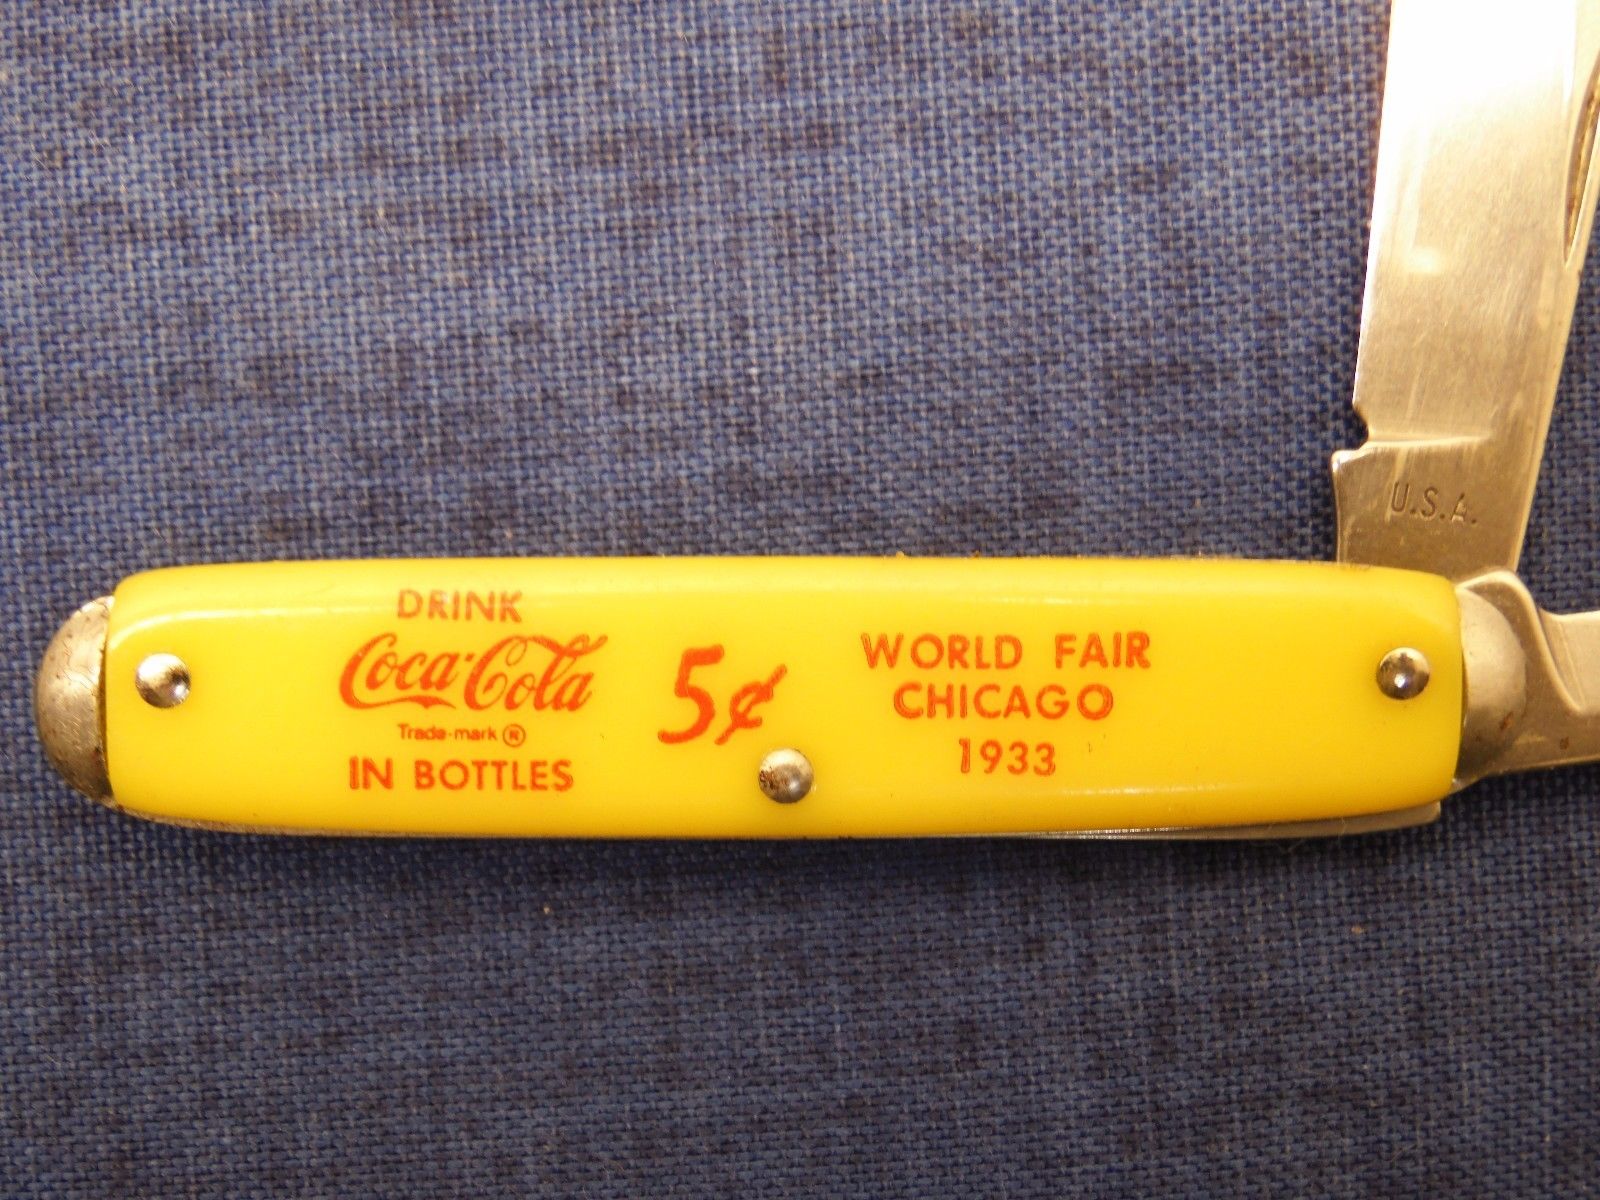 DRINK
Coca-Cola
Trade-mark ®
IN BOTTLES
5¢
WORLD FAIR
CHICAGO
1933
U.S.A.